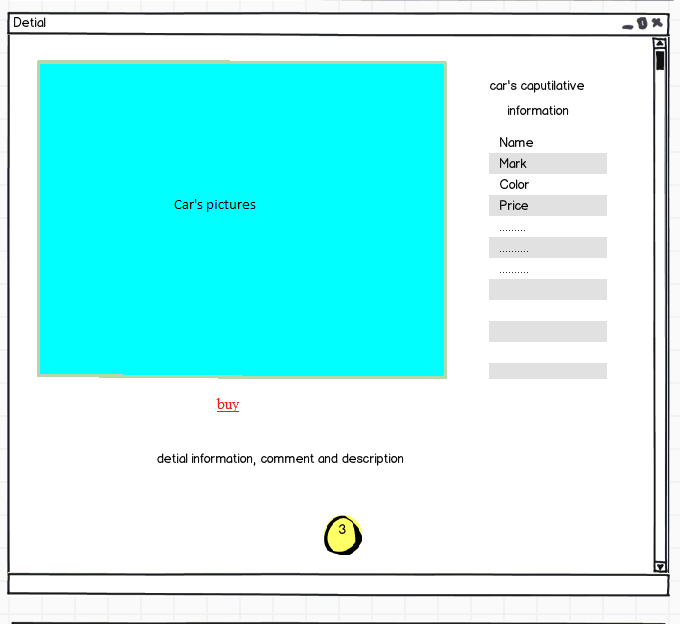 Detial
car's caputilative
information
Name
Mark
Color
Price
.........
..........
..........
Car's pictures
buy
detial information, comment and description
3